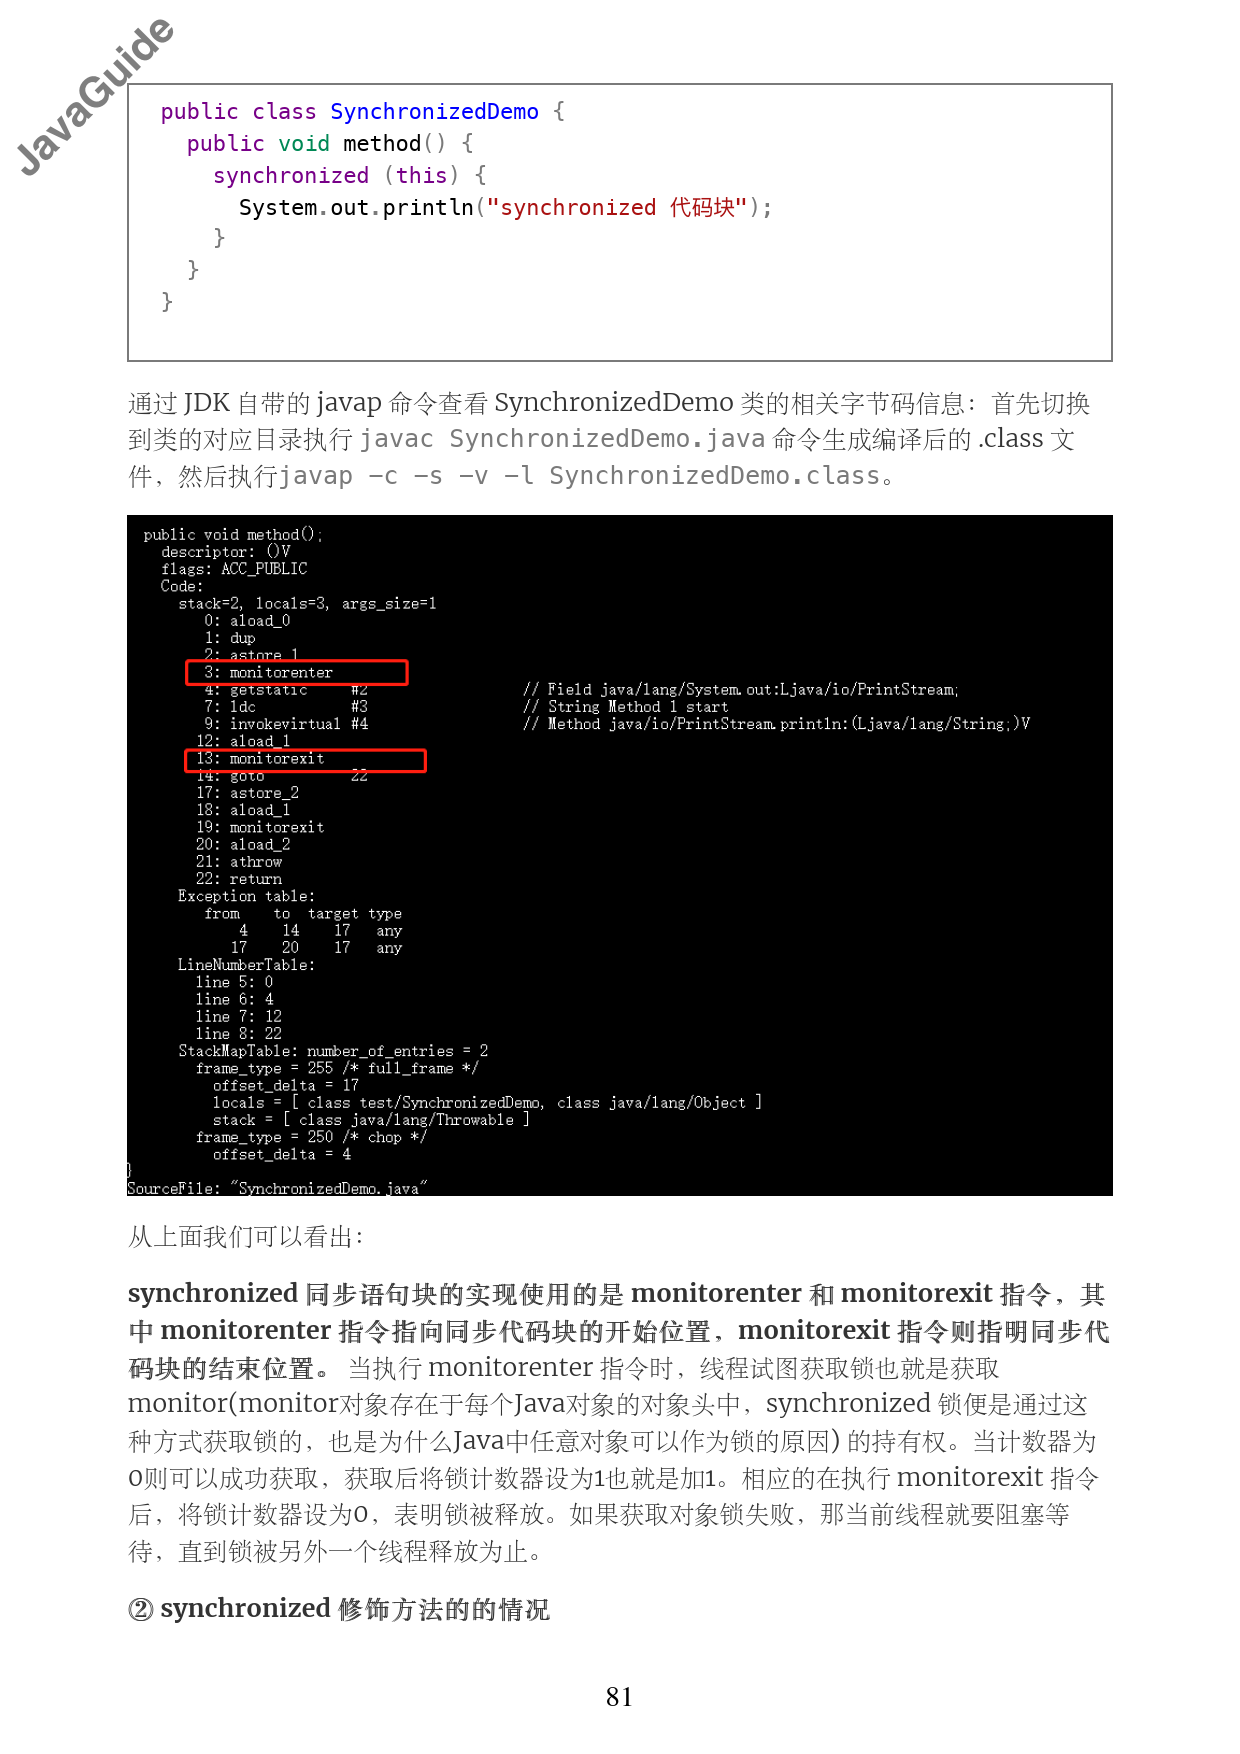 JavaGuide
public class SynchronizedDemo {
  public void method() {
    synchronized (this) {
      System.out.println("synchronized 代码块");
    }
  }
}
通过 JDK 自带的 javap 命令查看 SynchronizedDemo 类的相关字节码信息：首先切换
到类的对应目录执行 javac SynchronizedDemo.java 命令生成编译后的 .class 文
件，然后执行javap -c -s -v -l SynchronizedDemo.class。
public void method();
  descriptor: ()V
  flags: ACC_PUBLIC
  Code:
    stack=2, locals=3, args_size=1
       0: aload_0
       1: dup
       2: astore_1
       3: monitorenter
       4: getstatic     #2                  // Field java/lang/System.out:Ljava/io/PrintStream;
       7: ldc           #3                  // String Method 1 start
       9: invokevirtual #4                  // Method java/io/PrintStream.println:(Ljava/lang/String;)V
      12: aload_1
      13: monitorexit
      14: goto          22
      17: astore_2
      18: aload_1
      19: monitorexit
      20: aload_2
      21: athrow
      22: return
    Exception table:
       from    to  target type
           4    14    17   any
          17    20    17   any
    LineNumberTable:
      line 5: 0
      line 6: 4
      line 7: 12
      line 8: 22
    StackMapTable: number_of_entries = 2
      frame_type = 255 /* full_frame */
        offset_delta = 17
        locals = [ class test/SynchronizedDemo, class java/lang/Object ]
        stack = [ class java/lang/Throwable ]
      frame_type = 250 /* chop */
        offset_delta = 4
}
SourceFile: "SynchronizedDemo.java"
从上面我们可以看出：
synchronized 同步语句块的实现使用的是 monitorenter 和 monitorexit 指令，其
中 monitorenter 指令指向同步代码块的开始位置，monitorexit 指令则指明同步代
码块的结束位置。 当执行 monitorenter 指令时，线程试图获取锁也就是获取
monitor(monitor对象存在于每个Java对象的对象头中，synchronized 锁便是通过这
种方式获取锁的，也是为什么Java中任意对象可以作为锁的原因) 的持有权。当计数器为
0则可以成功获取，获取后将锁计数器设为1也就是加1。相应的在执行 monitorexit 指令
后，将锁计数器设为0，表明锁被释放。如果获取对象锁失败，那当前线程就要阻塞等
待，直到锁被另外一个线程释放为止。
② synchronized 修饰方法的的情况
81